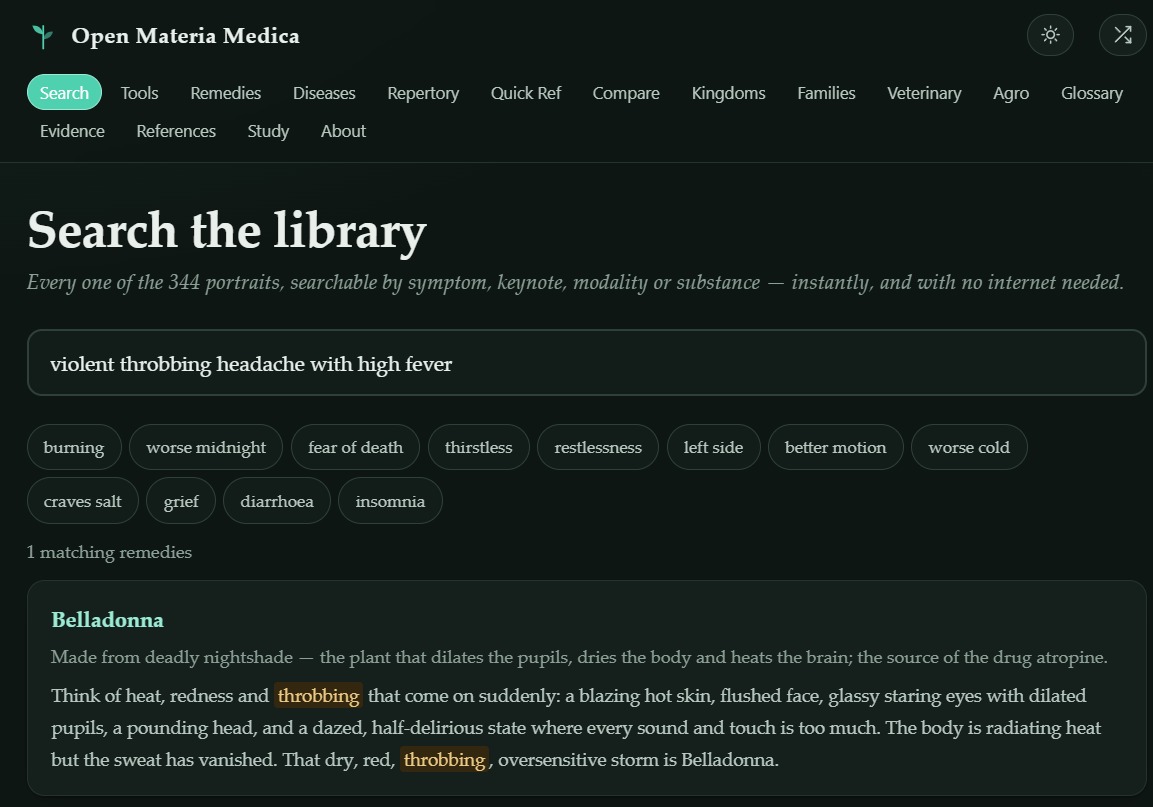 Open Materia Medica
Search Tools Remedies Diseases Repertory Quick Ref Compare Kingdoms Families Veterinary Agro Glossary
Evidence References Study About
Search the library
Every one of the 344 portraits, searchable by symptom, keynote, modality or substance — instantly, and with no internet needed.
violent throbbing headache with high fever
burning worse midnight fear of death thirstless restlessness left side better motion worse cold
craves salt grief diarrhoea insomnia
1 matching remedies
Belladonna
Made from deadly nightshade — the plant that dilates the pupils, dries the body and heats the brain; the source of the drug atropine.
Think of heat, redness and throbbing that come on suddenly: a blazing hot skin, flushed face, glassy staring eyes with dilated
pupils, a pounding head, and a dazed, half-delirious state where every sound and touch is too much. The body is radiating heat
but the sweat has vanished. That dry, red, throbbing, oversensitive storm is Belladonna.